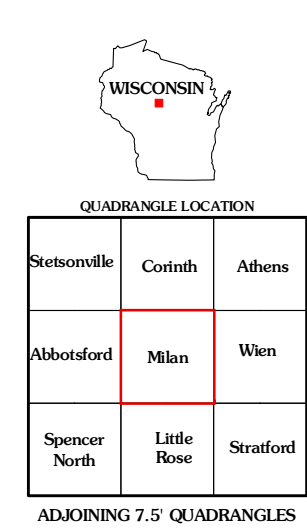 WISCONSIN
QUADRANGLE LOCATION
Stetsonville Corinth Athens
Abbotsford Milan Wien
Spencer North
Little Rose
Stratford
ADJOINING 7.5' QUADRANGLES